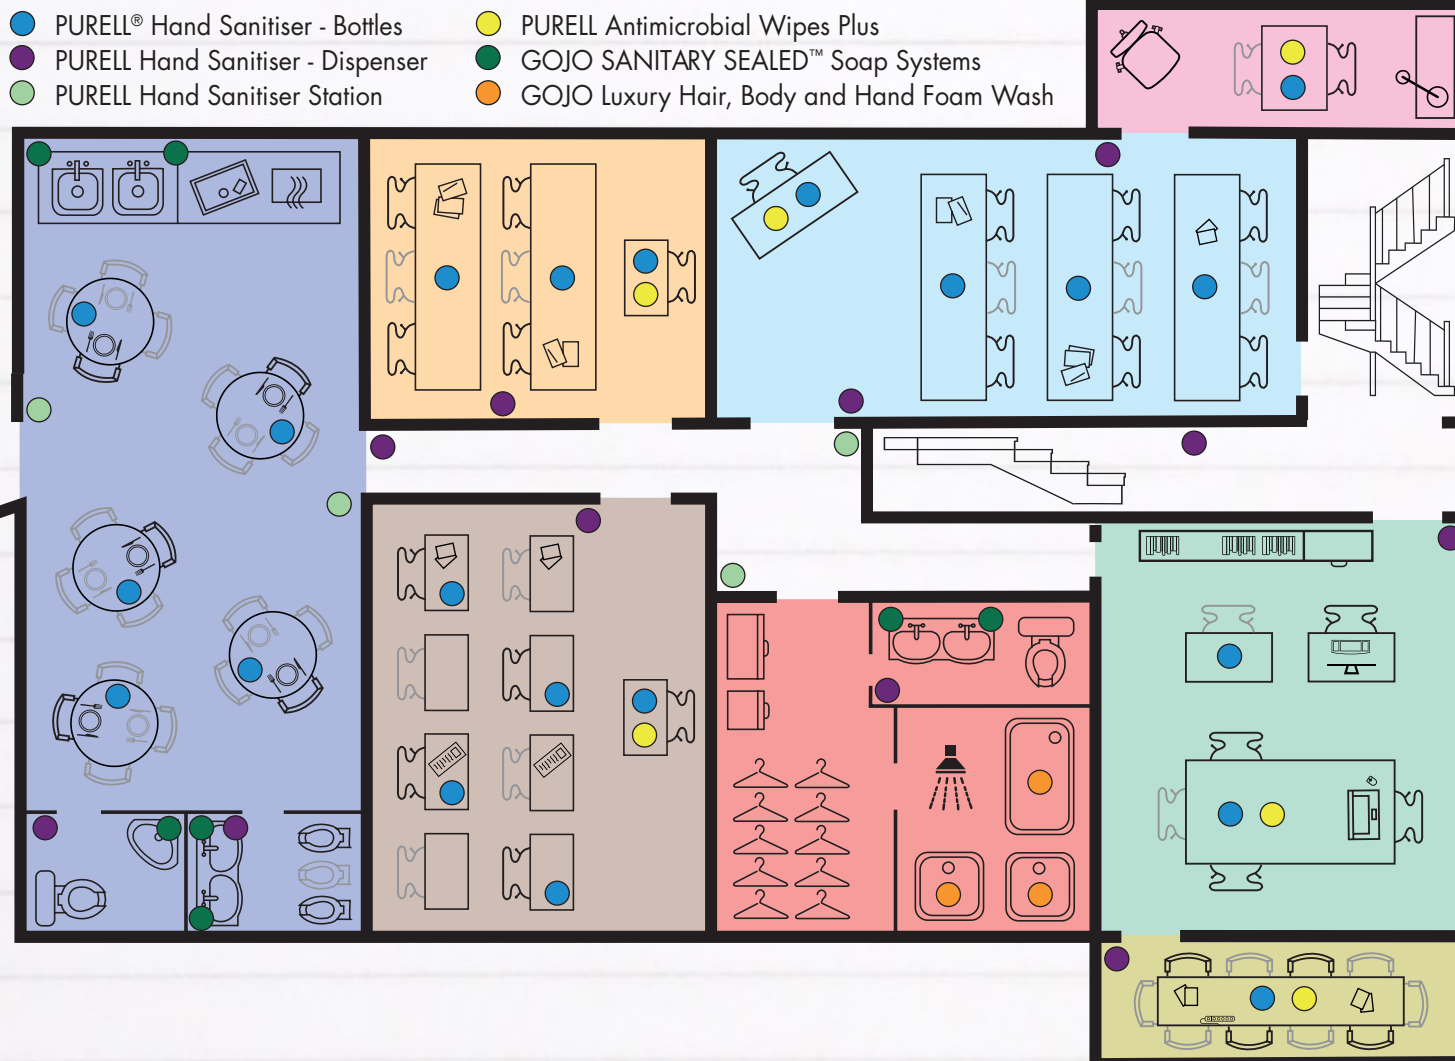 PURELL® Hand Sanitiser - Bottles
PURELL Hand Sanitiser - Dispenser
PURELL Hand Sanitiser Station
PURELL Antimicrobial Wipes Plus
GOJO SANITARY SEALED™ Soap Systems
GOJO Luxury Hair, Body and Hand Foam Wash